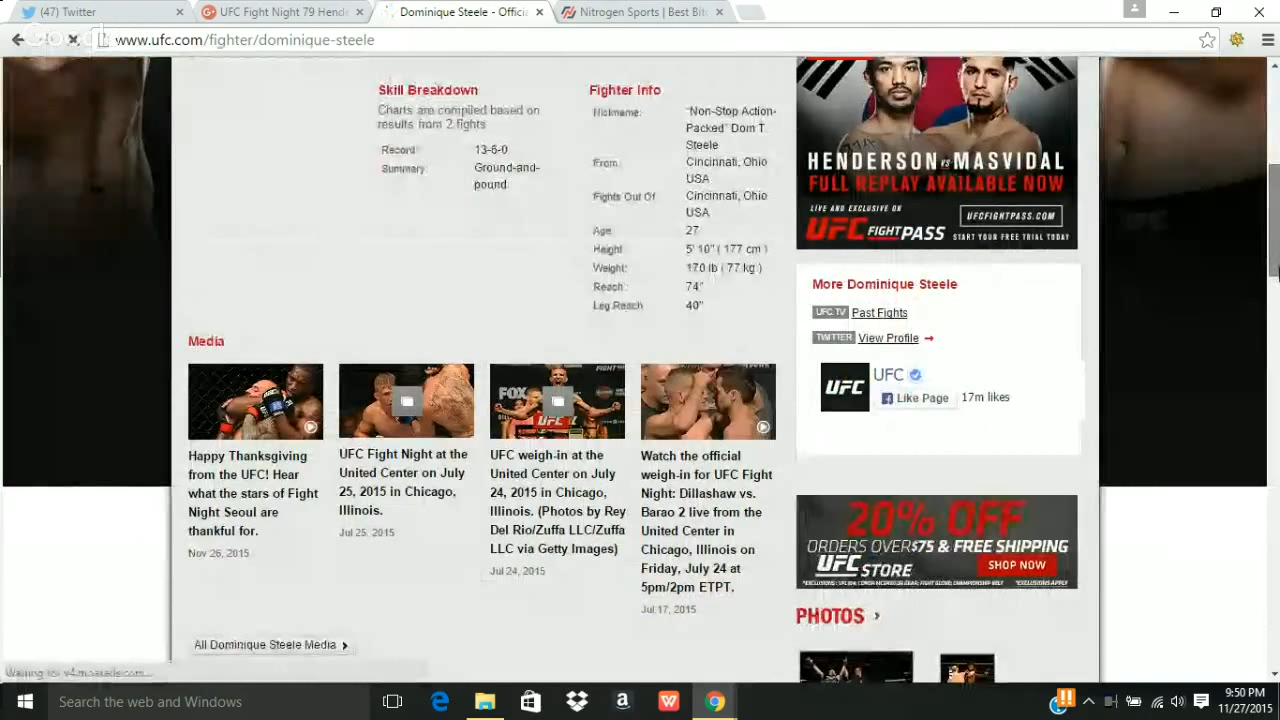 (47) Twitter
UFC Fight Night 79 Hende
Dominique Steele - Officia
Nitrogen Sports | Best Bitc
www.ufc.com/fighter/dominique-steele
Skill Breakdown
Charts are compiled based on
results from 2 fights
Record: 13-6-0
Summary: Ground-and-
pound
Fighter Info
Nickname: "Non-Stop Action-
Packed" Dom T.
Steele
From: Cincinnati, Ohio
USA
Fights Out Of Cincinnati, Ohio
USA
Age: 27
Height: 5' 10" ( 177 cm )
Weight: 170 lb ( 77 kg )
Reach: 74"
Leg Reach 40"
HENDERSON vs MASVIDAL
FULL REPLAY AVAILABLE NOW
LIVE AND EXCLUSIVE ON
UFC FIGHT PASS
UFCFIGHTPASS.COM
START YOUR FREE TRIAL TODAY
More Dominique Steele
UFC.TV Past Fights
TWITTER View Profile →
UFC
UFC
Like Page 17m likes
Media
FOX
UFC
Happy Thanksgiving
from the UFC! Hear
what the stars of Fight
Night Seoul are
thankful for.
Nov 26, 2015
UFC Fight Night at the
United Center on July
25, 2015 in Chicago,
Illinois.
Jul 25, 2015
UFC weigh-in at the
United Center on July
24, 2015 in Chicago,
Illinois. (Photos by Rey
Del Rio/Zuffa LLC/Zuffa
LLC via Getty Images)
Jul 24, 2015
Watch the official
weigh-in for UFC Fight
Night: Dillashaw vs.
Barao 2 live from the
United Center in
Chicago, Illinois on
Friday, July 24 at
5pm/2pm ETPT.
Jul 17, 2015
20% OFF
ORDERS OVER $75 & FREE SHIPPING
UFC STORE
SHOP NOW
*EXCLUSIONS APPLY
PHOTOS ›
All Dominique Steele Media
Search the web and Windows
9:50 PM
11/27/2015